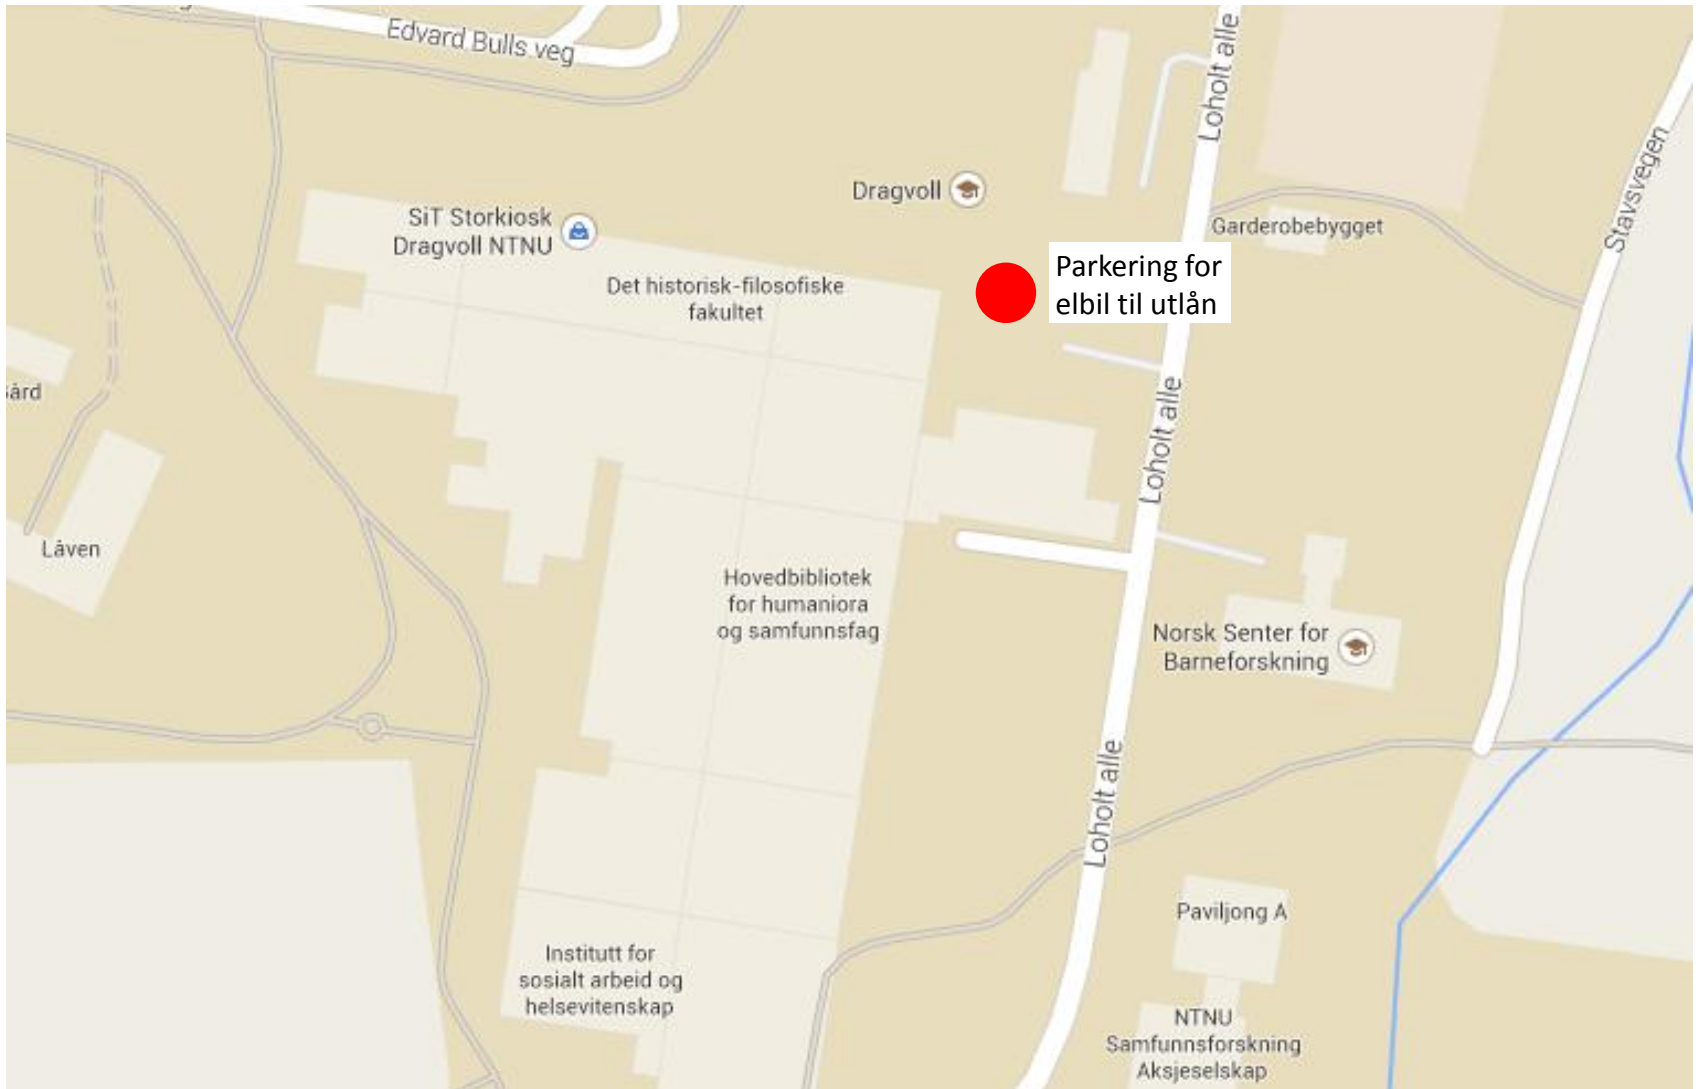 Edvard Bulls veg
Loholt alle
Stavsvegen
Dragvoll
SiT Storkiosk
Dragvoll NTNU
Garderobebygget
Det historisk-filosofiske
fakultet
Parkering for
elbil til utlån
Loholt alle
Låven
Hovedbibliotek
for humaniora
og samfunnsfag
Norsk Senter for
Barneforskning
Loholt alle
Paviljong A
Institutt for
sosialt arbeid og
helsevitenskap
NTNU
Samfunnsforskning
Aksjeselskap